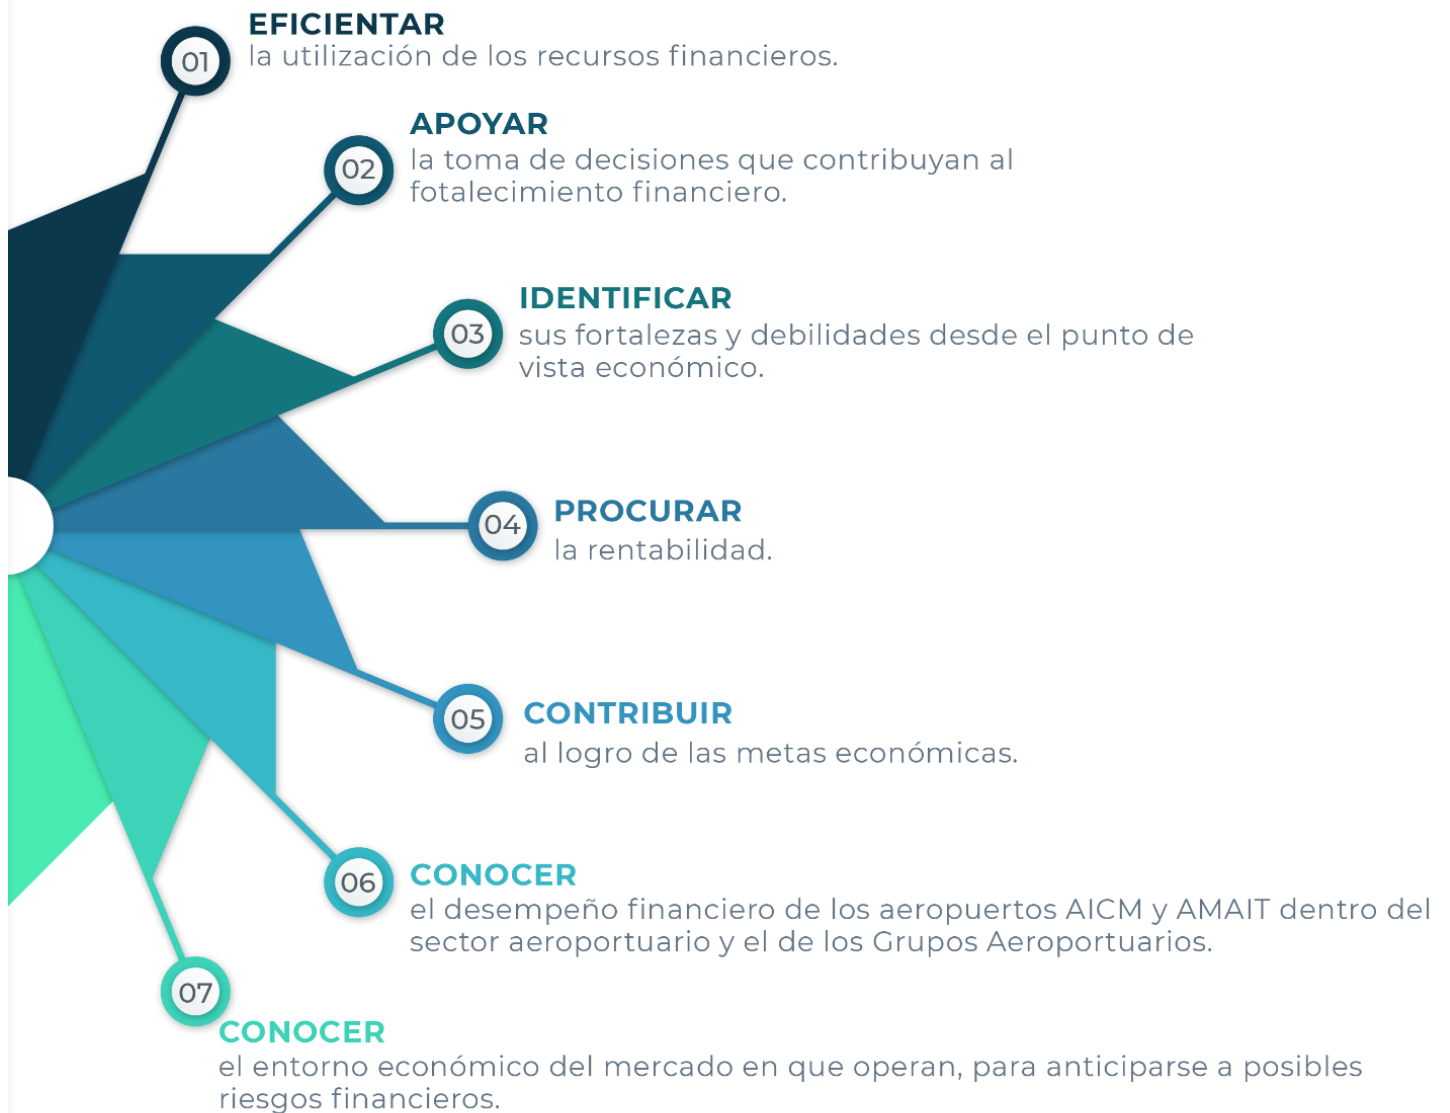 01
EFICIENTAR
la utilización de los recursos financieros.
02
APOYAR
la toma de decisiones que contribuyan al
fotalecimiento financiero.
03
IDENTIFICAR
sus fortalezas y debilidades desde el punto de
vista económico.
04
PROCURAR
la rentabilidad.
05
CONTRIBUIR
al logro de las metas económicas.
06
CONOCER
el desempeño financiero de los aeropuertos AICM y AMAIT dentro del
sector aeroportuario y el de los Grupos Aeroportuarios.
07
CONOCER
el entorno económico del mercado en que operan, para anticiparse a posibles
riesgos financieros.